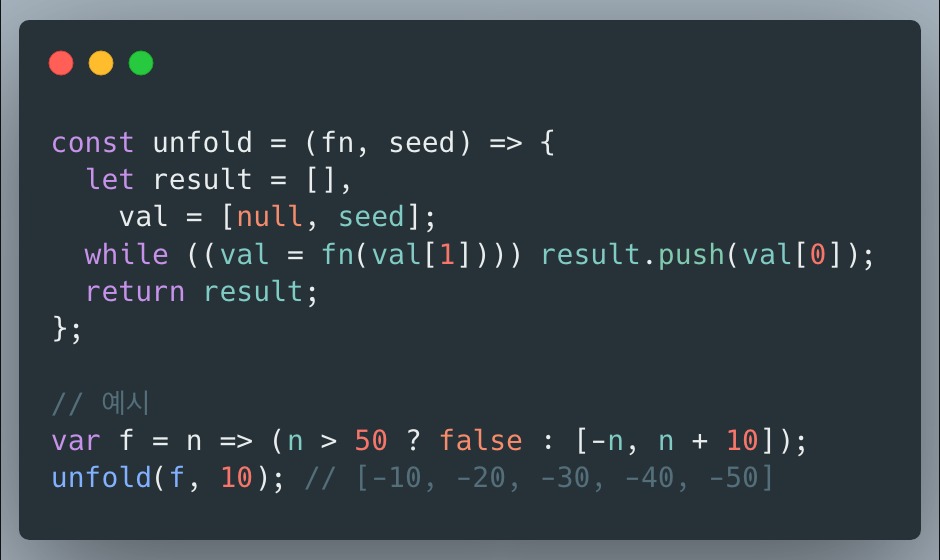 const unfold = (fn, seed) => {
  let result = [],
    val = [null, seed];
  while ((val = fn(val[1]))) result.push(val[0]);
  return result;
};
// 예시
var f = n => (n > 50 ? false : [-n, n + 10]);
unfold(f, 10); // [-10, -20, -30, -40, -50]